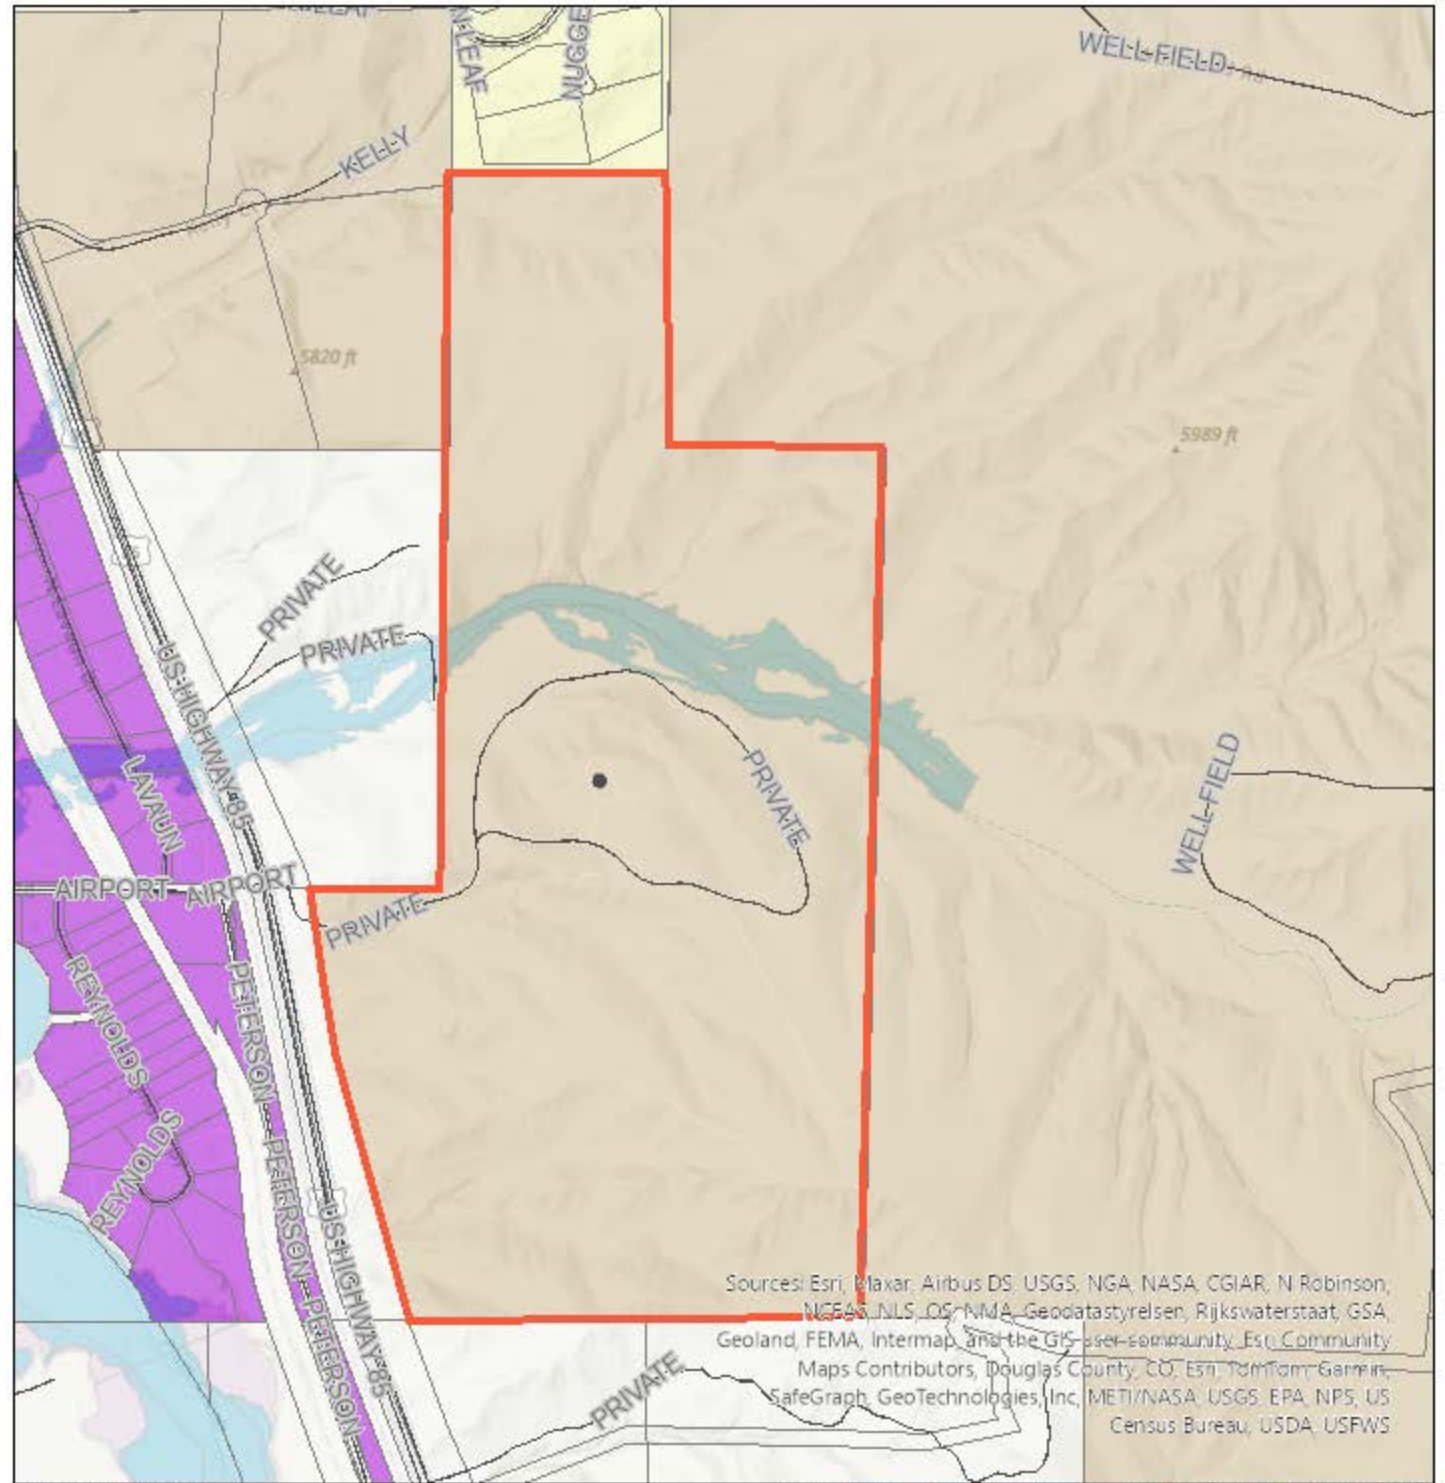 WELL-FIELD
KELLY
5820 ft
5989 ft
PRIVATE
PRIVATE
US-HIGHWAY-85
WELL-FIELD
PRIVATE
LAVAUN
AIRPORT
AIRPORT
PRIVATE
REYNOLDS
PETERSON
REYNOLDS
PETERSON
US-HIGHWAY-85
PETERSON
PRIVATE
Sources: Esri, Maxar, Airbus DS, USGS, NGA, NASA, CGIAR, N Robinson,
NCEAS, NLS, OS, NMA, Geodatastyrelsen, Rijkswaterstaat, GSA,
Geoland, FEMA, Intermap, and the GIS user community, Esri Community
Maps Contributors, Douglas County, CO, Esri, TomTom, Garmin,
SafeGraph, GeoTechnologies, Inc, METI/NASA, USGS, EPA, NPS, US
Census Bureau, USDA, USFWS